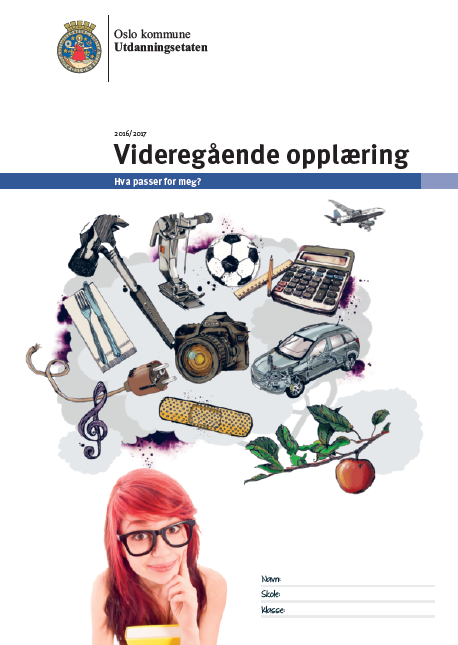 Oslo kommune
Utdanningsetaten
2016/2017
Videregående opplæring
Hva passer for meg?
Navn:
Skole:
Klasse: